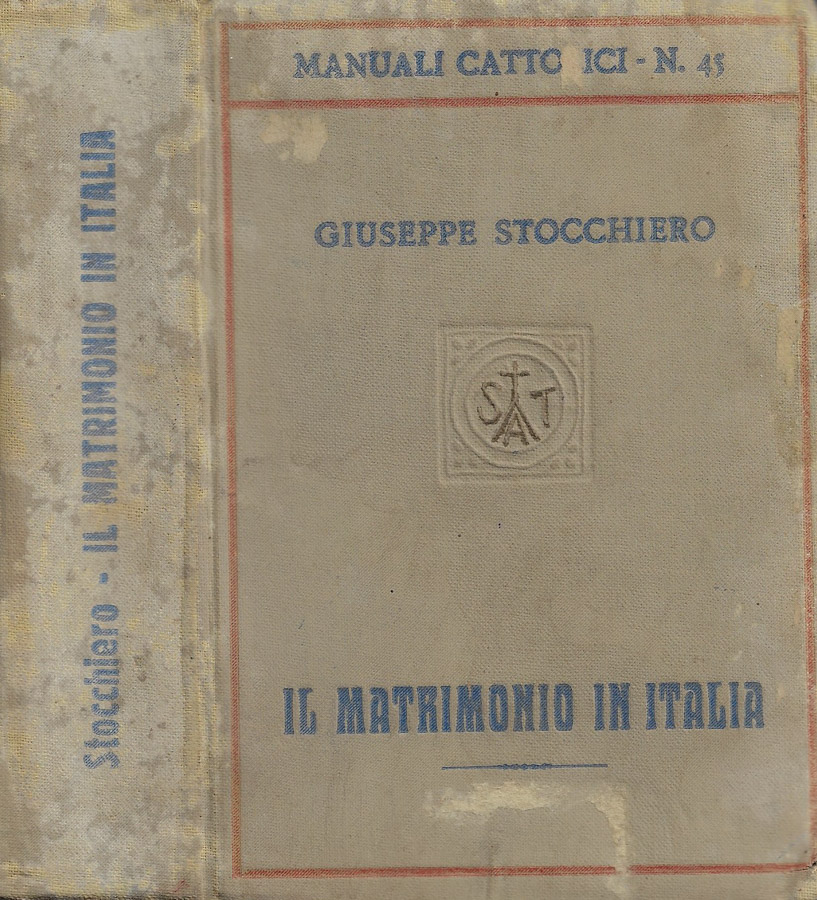 Stocchiero - IL MATRIMONIO IN ITALIA
MANUALI CATTO ICI - N. 45
GIUSEPPE STOCCHIERO
S A T
IL MATRIMONIO IN ITALIA